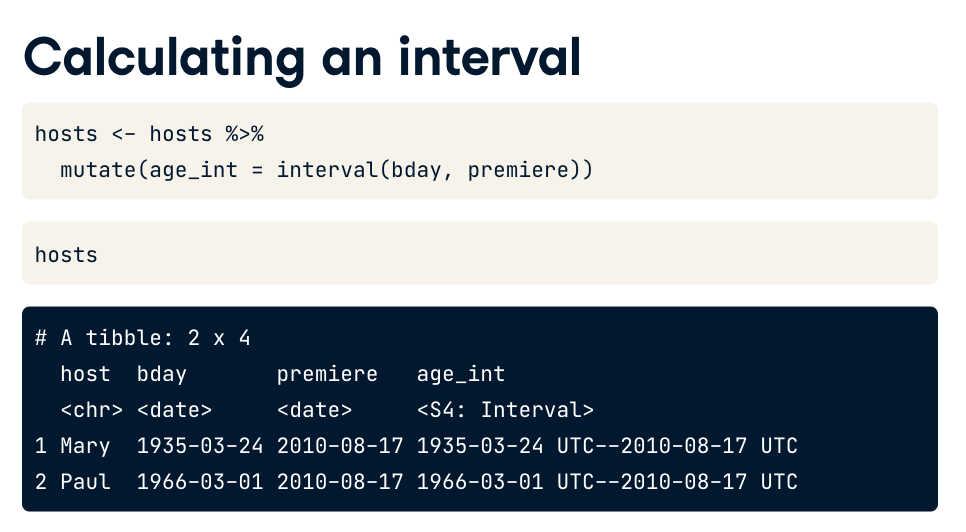 Calculating an interval
hosts <- hosts %>%
  mutate(age_int = interval(bday, premiere))
hosts
# A tibble: 2 x 4
  host  bday       premiere   age_int
  <chr> <date>     <date>     <S4: Interval>
1 Mary  1935-03-24 2010-08-17 1935-03-24 UTC--2010-08-17 UTC
2 Paul  1966-03-01 2010-08-17 1966-03-01 UTC--2010-08-17 UTC